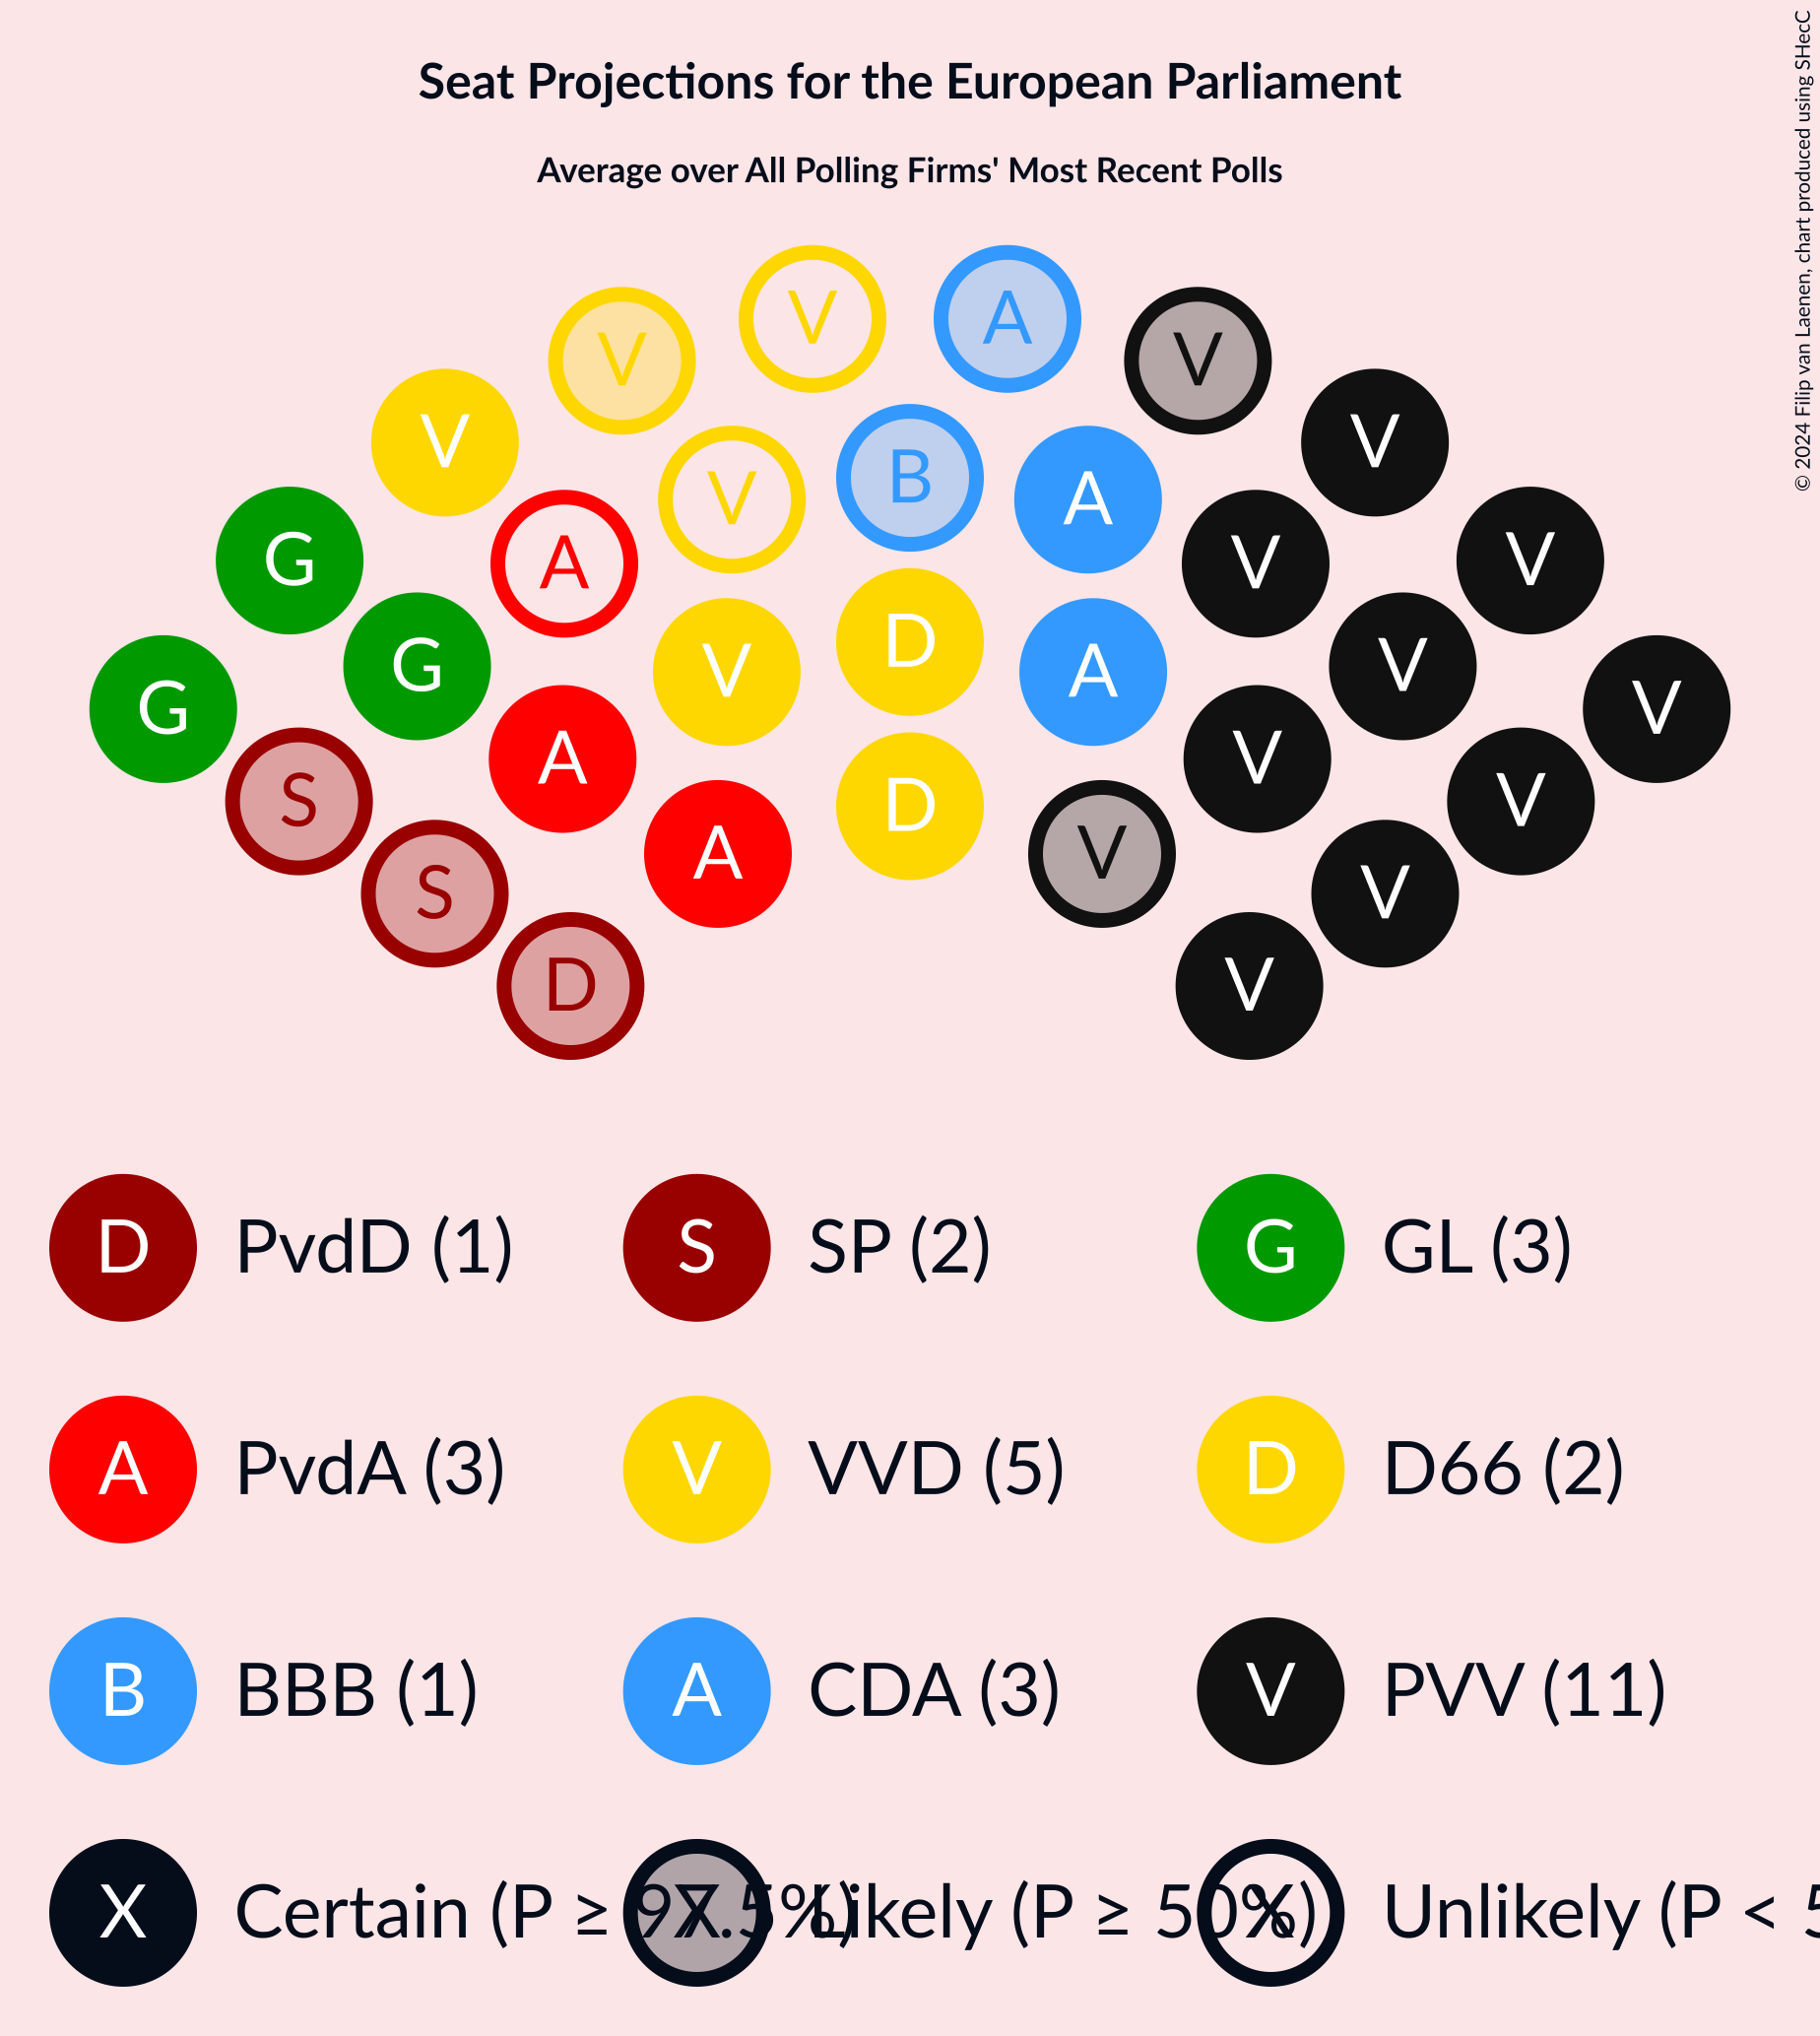 Seat Projections for the European Parliament
Average over All Polling Firms' Most Recent Polls
© 2024 Filip van Laenen, chart produced using SHecC
V A
V V
V V
V B A
G A V V
G V D A V
G A V V
S D V
S A V V
D V
D PvdD (1) S SP (2) G GL (3)
A PvdA (3) V VVD (5) D D66 (2)
B BBB (1) A CDA (3) V PVV (11)
X Certain (P ≥ 97.5%) X Likely (P ≥ 50%) X Unlikely (P < 5